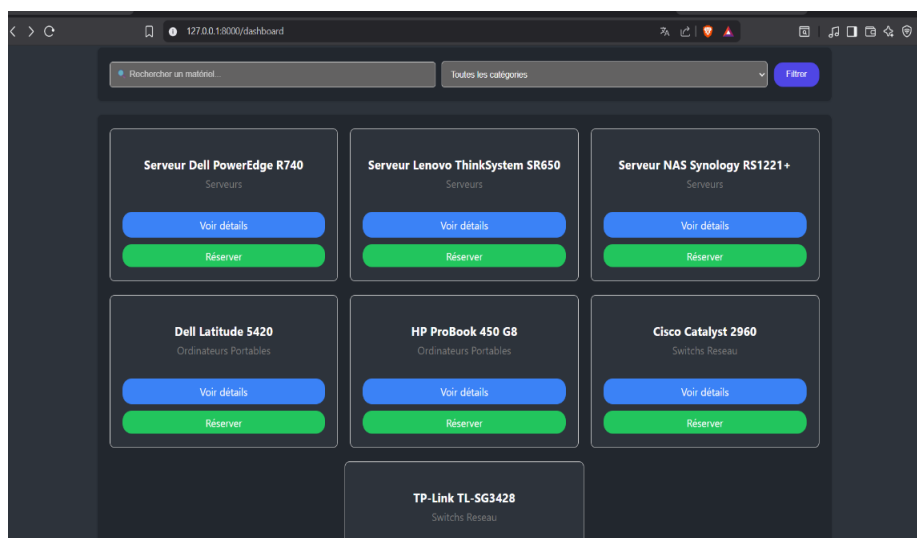 127.0.0.1:8000/dashboard
Rechercher un matériel...
Toutes les catégories
Filtrer
Serveur Dell PowerEdge R740
Serveurs
Voir détails
Réserver
Serveur Lenovo ThinkSystem SR650
Serveurs
Voir détails
Réserver
Serveur NAS Synology RS1221+
Serveurs
Voir détails
Réserver
Dell Latitude 5420
Ordinateurs Portables
Voir détails
Réserver
HP ProBook 450 G8
Ordinateurs Portables
Voir détails
Réserver
Cisco Catalyst 2960
Switchs Reseau
Voir détails
Réserver
TP-Link TL-SG3428
Switchs Reseau